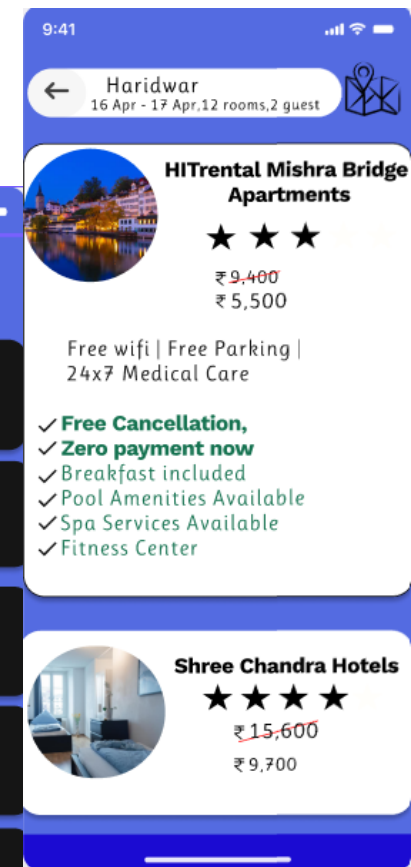 9:41
Haridwar
16 Apr - 17 Apr,12 rooms,2 guest
HITrental Mishra Bridge
Apartments
₹ 9,400
₹ 5,500
Free wifi | Free Parking |
24x7 Medical Care
Free Cancellation,
Zero payment now
Breakfast included
Pool Amenities Available
Spa Services Available
Fitness Center
Shree Chandra Hotels
₹ 15,600
₹ 9,700